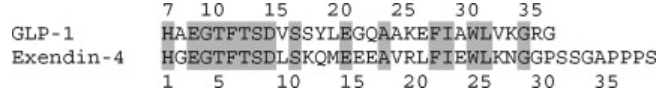 7 10 15 20 25 30 35
GLP-1 HAEGTFTSDVSSYLEGQAAKEFIAWLVKGRG
Exendin-4 HGEGTFTSDLSKQMEEEAVRLFIEWLKNGGPSSGAPPPS
1 5 10 15 20 25 30 35